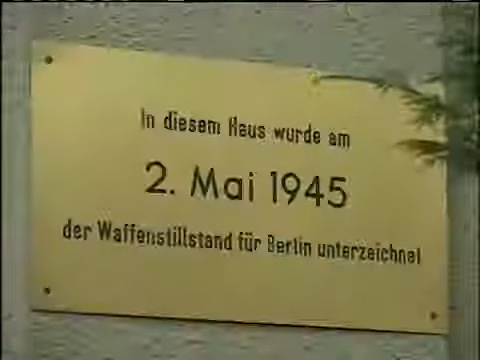 In diesem Haus wurde am
2. Mai 1945
der Waffenstillstand für Berlin unterzeichnet